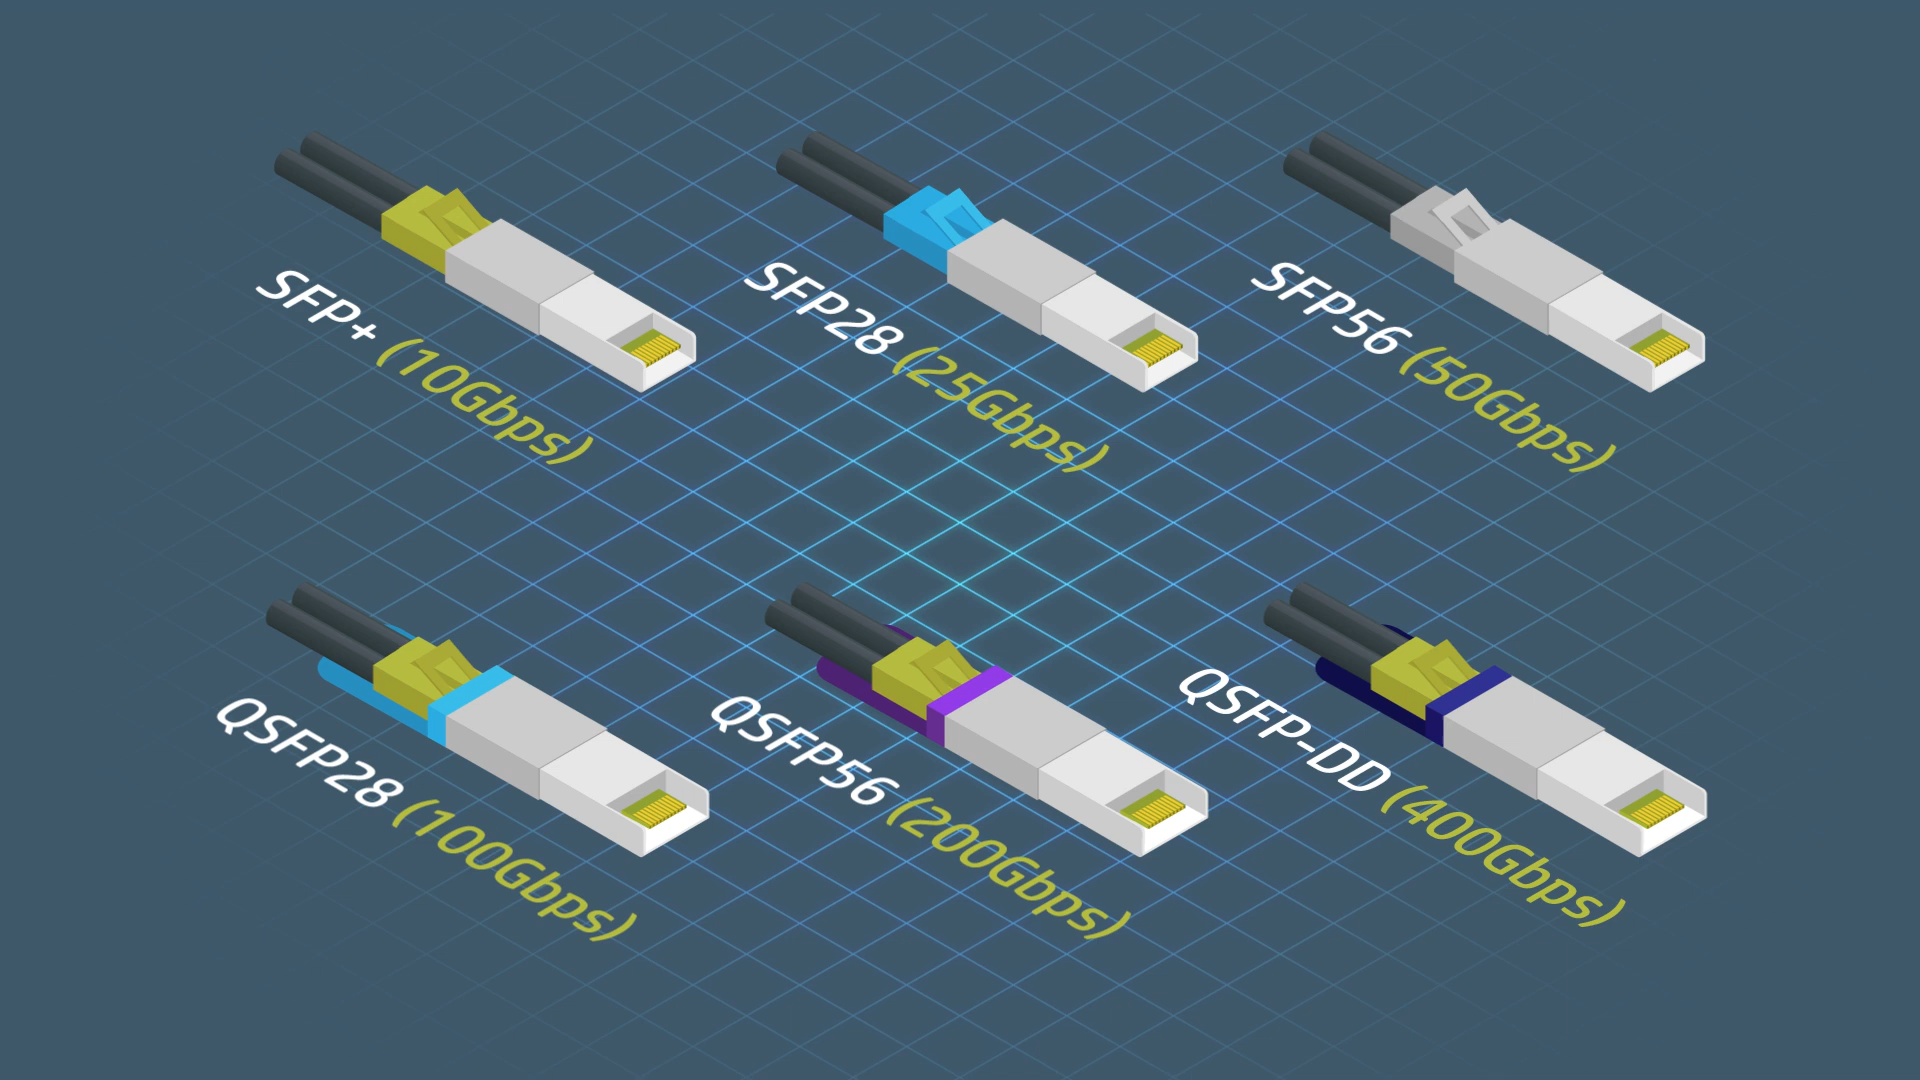 SFP+ (10Gbps)
SFP28 (25Gbps)
SFP56 (50Gbps)
QSFP28 (100Gbps)
QSFP56 (200Gbps)
QSFP-DD (400Gbps)